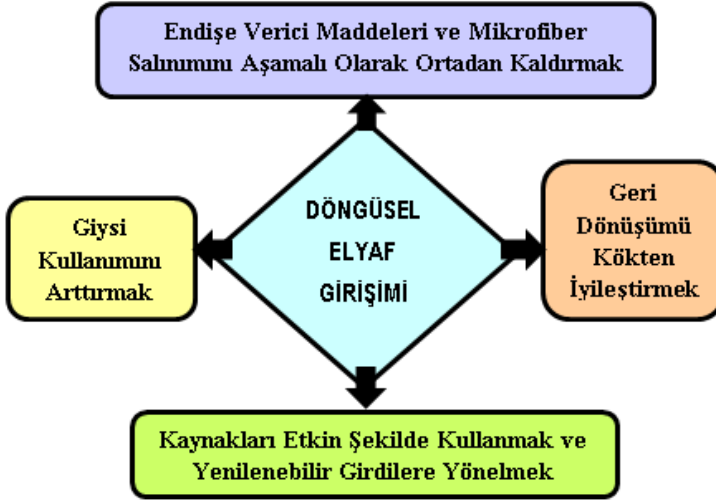 Endişe Verici Maddeleri ve Mikrofiber
Salınımını Aşamalı Olarak Ortadan Kaldırmak
Giysi
Kullanımını
Arttırmak
DÖNGÜSEL
ELYAF
GİRİŞİMİ
Geri
Dönüşümü
Kökten
İyileştirmek
Kaynakları Etkin Şekilde Kullanmak ve
Yenilenebilir Girdilere Yönelmek